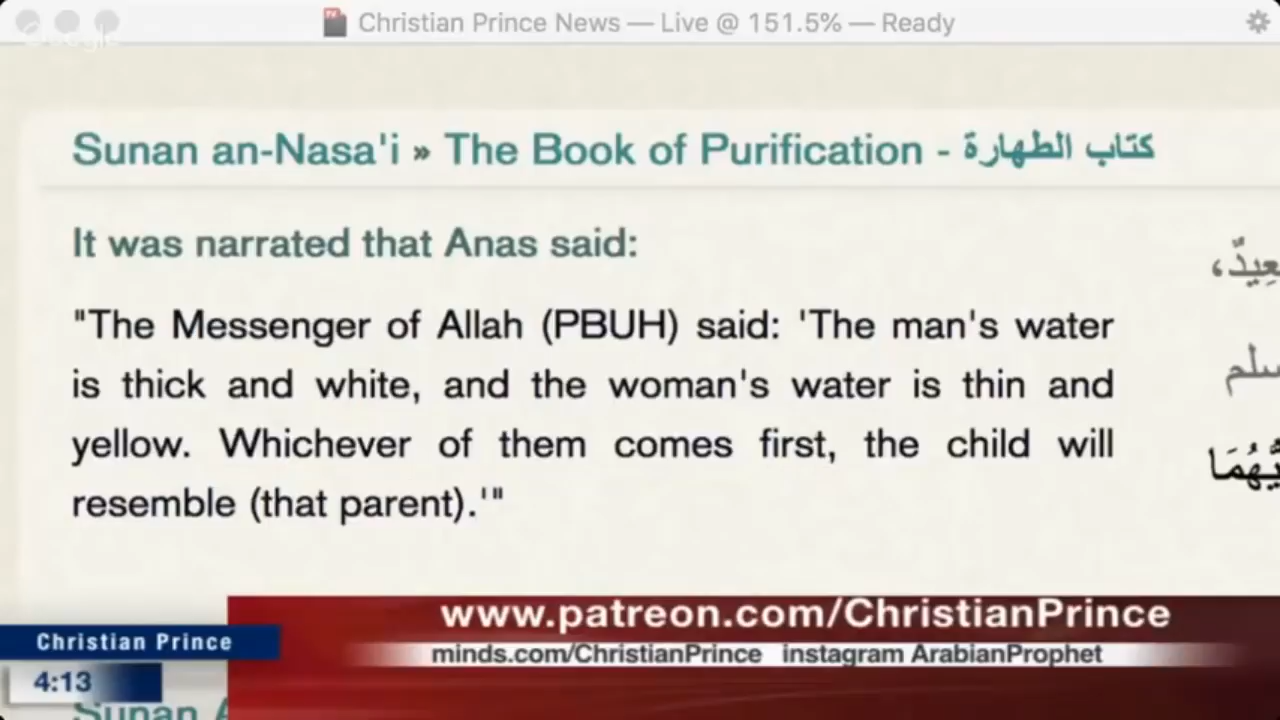 Christian Prince News — Live @ 151.5% — Ready
Sunan an-Nasa'i » The Book of Purification - كتاب الطهارة
It was narrated that Anas said:
"The Messenger of Allah (PBUH) said: 'The man's water
is thick and white, and the woman's water is thin and
yellow. Whichever of them comes first, the child will
resemble (that parent).'"
www.patreon.com/ChristianPrince
Christian Prince
minds.com/ChristianPrince instagram ArabianProphet
4:13
Sunan